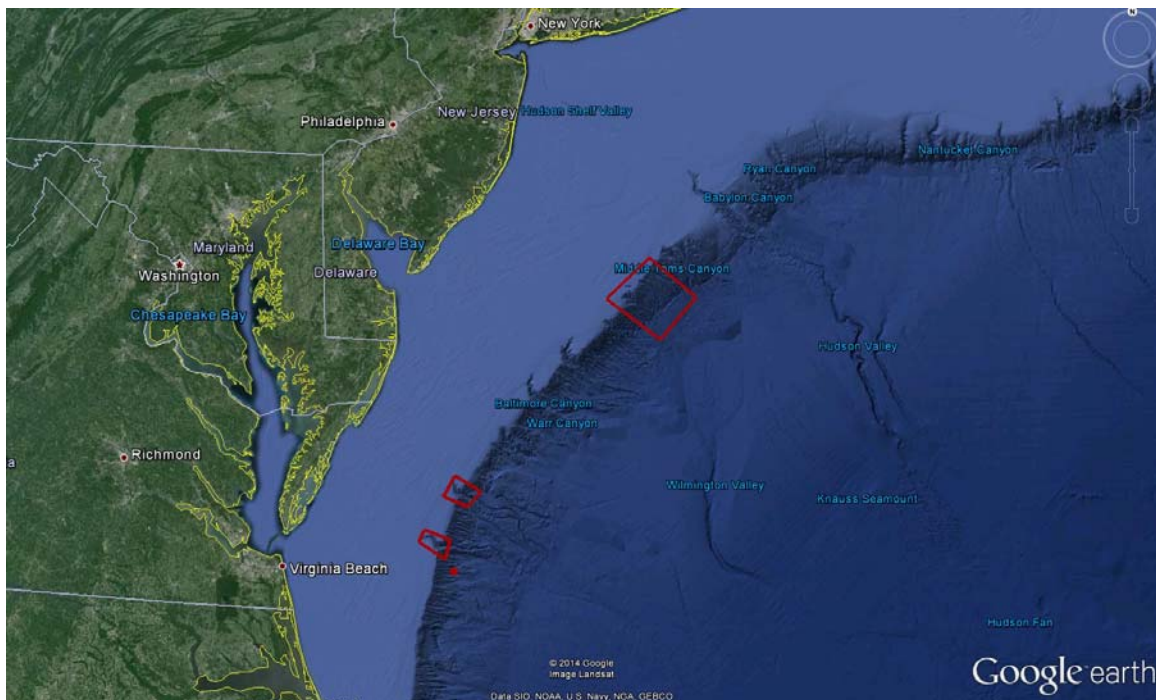 N
New York
New Jersey
Hudson Shelf Valley
Philadelphia
Nantucket Canyon
Ryan Canyon
Babylon Canyon
Maryland
Delaware Bay
Washington
Delaware
Middle Toms Canyon
Chesapeake Bay
Hudson Valley
Baltimore Canyon
Warr Canyon
Richmond
a
Wilmington Valley
Knauss Seamount
Virginia Beach
Hudson Fan
© 2014 Google
Image Landsat
Data SIO, NOAA, U.S. Navy, NGA, GEBCO
Google earth